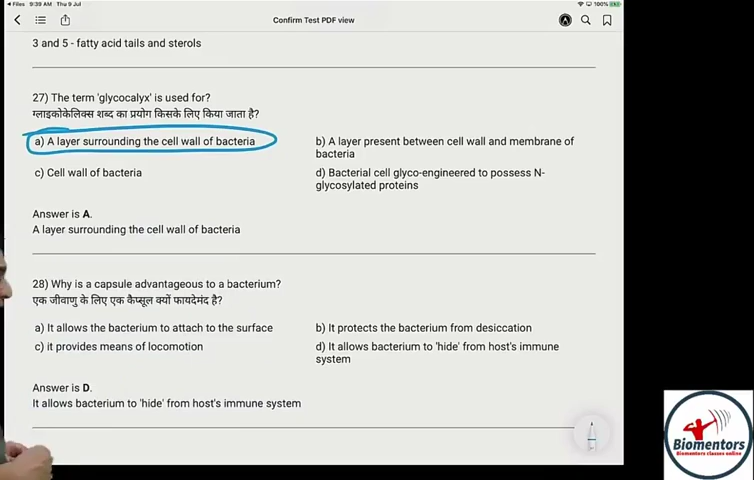 Files 9:39 AM Thu 9 Jul
100%
Confirm Test PDF view
3 and 5 - fatty acid tails and sterols
27) The term 'glycocalyx' is used for?
ग्लाइकोकेलिक्स शब्द का प्रयोग किसके लिए किया जाता है?
a) A layer surrounding the cell wall of bacteria
b) A layer present between cell wall and membrane of
bacteria
c) Cell wall of bacteria
d) Bacterial cell glyco-engineered to possess N-
glycosylated proteins
Answer is A.
A layer surrounding the cell wall of bacteria
28) Why is a capsule advantageous to a bacterium?
एक जीवाणु के लिए एक कैप्सूल क्यों फायदेमंद है?
a) It allows the bacterium to attach to the surface
b) It protects the bacterium from desiccation
c) it provides means of locomotion
d) It allows bacterium to 'hide' from host's immune
system
Answer is D.
It allows bacterium to 'hide' from host's immune system
Biomentors
Biomentors classes online